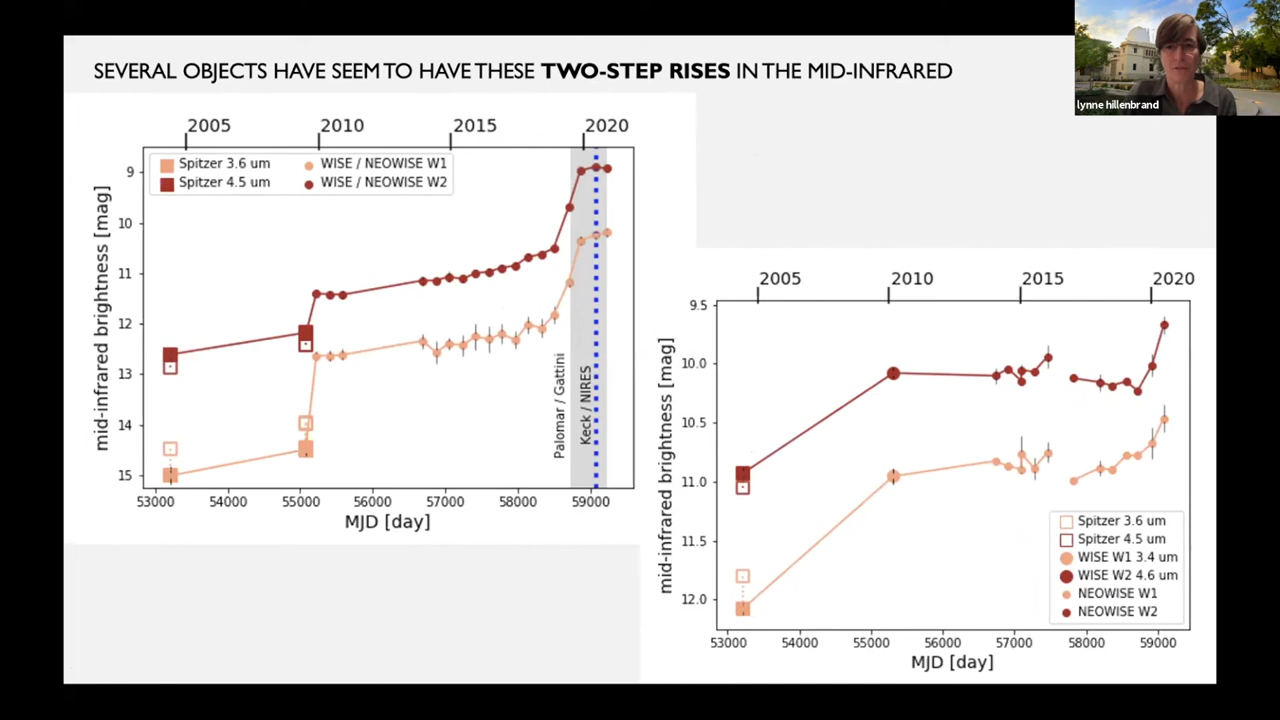 SEVERAL OBJECTS HAVE SEEM TO HAVE THESE TWO-STEP RISES IN THE MID-INFRARED
lynne hillenbrand
2005 2010 2015 2020
Spitzer 3.6 um
Spitzer 4.5 um
WISE / NEOWISE W1
WISE / NEOWISE W2
mid-infrared brightness [mag]
9
10
11
12
13
14
15
Palomar / Gattini
Keck / NIRES
53000 54000 55000 56000 57000 58000 59000
MJD [day]
2005 2010 2015 2020
mid-infrared brightness [mag]
9.5
10.0
10.5
11.0
11.5
12.0
Spitzer 3.6 um
Spitzer 4.5 um
WISE W1 3.4 um
WISE W2 4.6 um
NEOWISE W1
NEOWISE W2
53000 54000 55000 56000 57000 58000 59000
MJD [day]